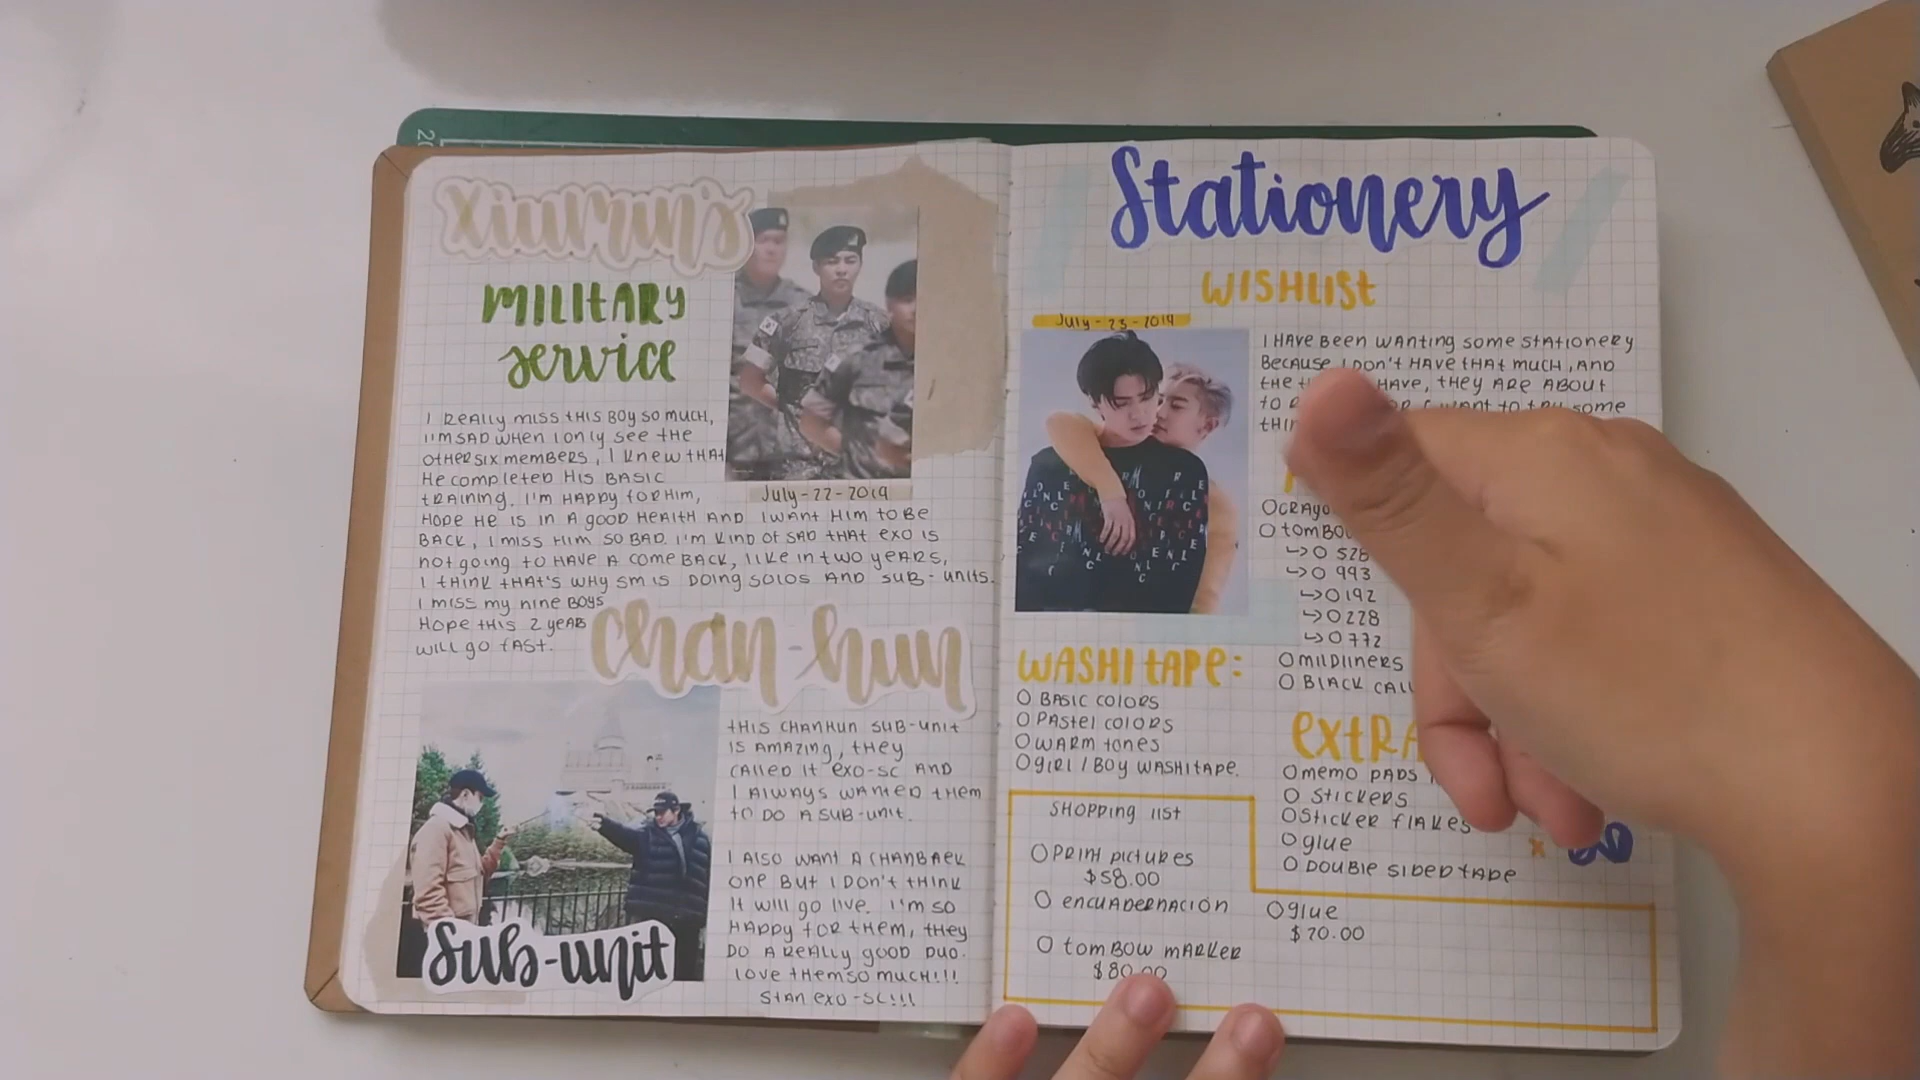 Xiumin's
MILITARY
service
I REALLY MISS THIS BOY SO MUCH,
I'M SAD WHEN I ONLY SEE THE
OTHER SIX MEMBERS, I KNEW THAT
HE COMPLETED HIS BASIC
TRAINING. I'M HAPPY FOR HIM,
HOPE HE IS IN A GOOD HEALTH AND I WANT HIM TO BE
BACK, I MISS HIM SO BAD. I'M KIND OF SAD THAT EXO IS
NOT GOING TO HAVE A COMEBACK, LIKE IN TWO YEARS,
I THINK THAT'S WHY SM IS DOING SOLOS AND SUB-UNITS.
I MISS MY NINE BOYS
HOPE THIS 2 YEARS
WILL GO FAST.
July-22-2019
chan-hun
THIS CHANHUN SUB-UNIT
IS AMAZING, THEY
CALLED IT EXO-SC AND
I ALWAYS WANTED THEM
TO DO A SUB-UNIT.
I ALSO WANT A CHANBAEK
ONE BUT I DON'T THINK
IT WILL GO LIVE. I'M SO
HAPPY FOR THEM, THEY
DO A REALLY GOOD DUO.
LOVE THEM SO MUCH!!!
STAN EXO-SC!!!
sub-unit
Stationery
WISHLIST
July-23-2019
I HAVE BEEN WANTING SOME STATIONERY
BECAUSE I DON'T HAVE THAT MUCH, AND
THE HAVE, THEY ARE ABOUT
TO WANT TO TRY SOME
O TOMBOW
↳O 528
↳O 993
↳O 192
↳O 228
↳O 772
O MILDLINERS
O BLACK
WASHI TAPE:
O BASIC COLORS
O PASTEL COLORS
O WARM TONES
O GIRL / BOY WASHI TAPE.
EXTRA
O MEMO PADS
O STICKERS
O STICKER FLAKES
O GLUE
O DOUBLE SIDED TAPE
SHOPPING LIST
O PRINT PICTURES
$58.00
O ENCUADERNACIÓN
O TOMBOW MARKER
$80.00
O GLUE
$70.00